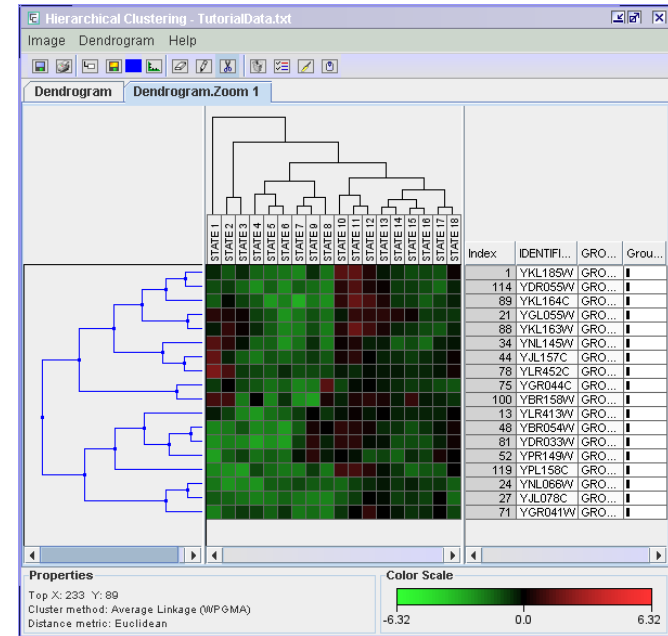 Hierarchical Clustering - TutorialData.txt
Image Dendrogram Help
Dendrogram Dendrogram.Zoom 1
STATE 1
STATE 2
STATE 3
STATE 4
STATE 5
STATE 6
STATE 7
STATE 9
STATE 8
STATE 10
STATE 11
STATE 12
STATE 13
STATE 14
STATE 15
STATE 16
STATE 17
STATE 18
Index IDENTIFI... GRO... Grou...
1 YKL185W GRO...
114 YDR055W GRO...
89 YKL164C GRO...
21 YGL055W GRO...
88 YKL163W GRO...
34 YNL145W GRO...
44 YJL157C GRO...
78 YLR452C GRO...
75 YGR044C GRO...
100 YBR158W GRO...
13 YLR413W GRO...
48 YBR054W GRO...
81 YDR033W GRO...
52 YPR149W GRO...
119 YPL158C GRO...
24 YNL066W GRO...
27 YJL078C GRO...
71 YGR041W GRO...
Properties
Top X: 233 Y: 89
Cluster method: Average Linkage (WPGMA)
Distance metric: Euclidean
Color Scale
-6.32 0.0 6.32